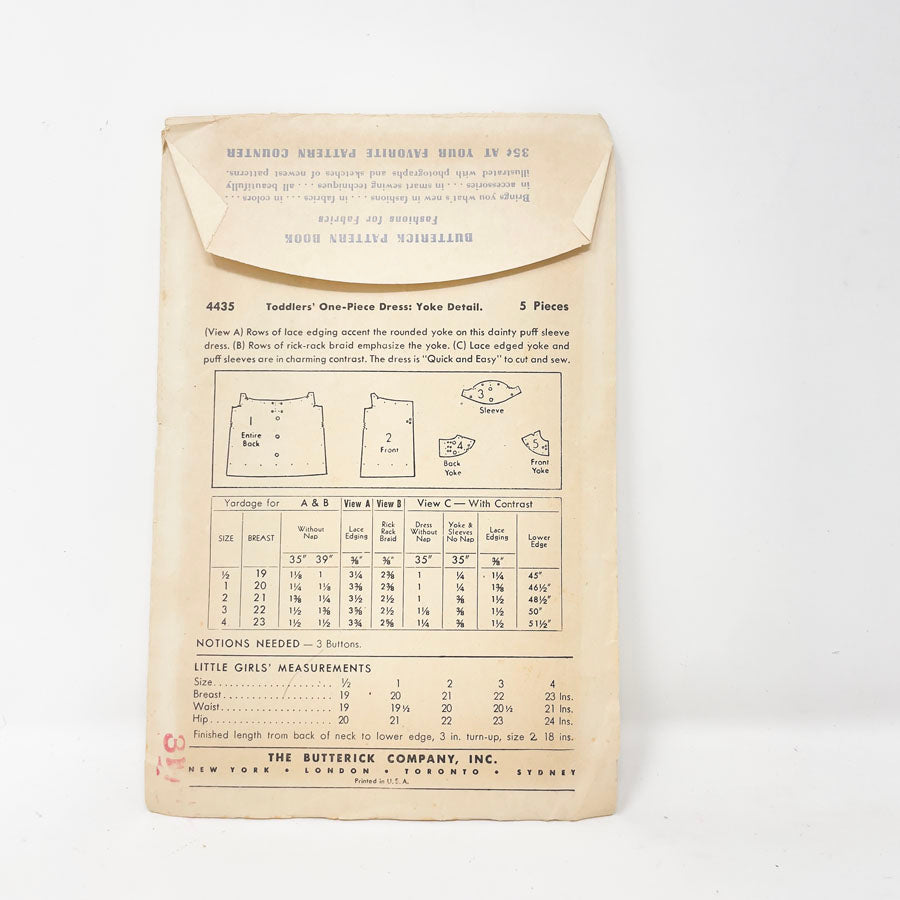 BUTTERICK PATTERN BOOK
Fashions for Fabrics
Brings you what's new in fashions . . . . in fabrics . . . . in colors . . . .
in accessories . . . . in smart sewing techniques . . . . all beautifully
illustrated with photographs and sketches of newest patterns.
35¢ AT YOUR FAVORITE PATTERN COUNTER
4435 Toddlers' One-Piece Dress: Yoke Detail. 5 Pieces
(View A) Rows of lace edging accent the rounded yoke on this dainty puff sleeve
dress. (B) Rows of rick-rack braid emphasize the yoke. (C) Lace edged yoke and
puff sleeves are in charming contrast. The dress is "Quick and Easy" to cut and sew.
1
Entire
Back
2
Front
3
Sleeve
4
Back
Yoke
5
Front
Yoke
Yardage for A & B View A View B View C — With Contrast
SIZE BREAST Without Nap Lace Edging Rick Rack Braid Dress Without Nap Yoke & Sleeves No Nap Lace Edging Lower Edge
35" 39" ⅜" ⅜" 35" 35" ⅜"
½ 19 1⅛ 1 3¼ 2⅜ 1 ¼ 1¼ 45"
1 20 1¼ 1⅛ 3⅜ 2⅜ 1 ¼ 1⅜ 46½"
2 21 1⅜ 1¼ 3½ 2½ 1 ⅜ 1½ 48½"
3 22 1½ 1⅜ 3⅝ 2½ 1⅛ ⅜ 1½ 50"
4 23 1½ 1½ 3¾ 2⅝ 1¼ ⅜ 1½ 51½"
NOTIONS NEEDED — 3 Buttons.
LITTLE GIRLS' MEASUREMENTS
Size. . . . . . . . . . . . . . . . . . . . ½ 1 2 3 4
Breast. . . . . . . . . . . . . . . . . . 19 20 21 22 23 Ins.
Waist. . . . . . . . . . . . . . . . . . . 19 19½ 20 20½ 21 Ins.
Hip. . . . . . . . . . . . . . . . . . . . . 20 21 22 23 24 Ins.
Finished length from back of neck to lower edge, 3 in. turn-up, size 2 18 ins.
THE BUTTERICK COMPANY, INC.
NEW YORK • LONDON • TORONTO • SYDNEY
Printed in U.S.A.